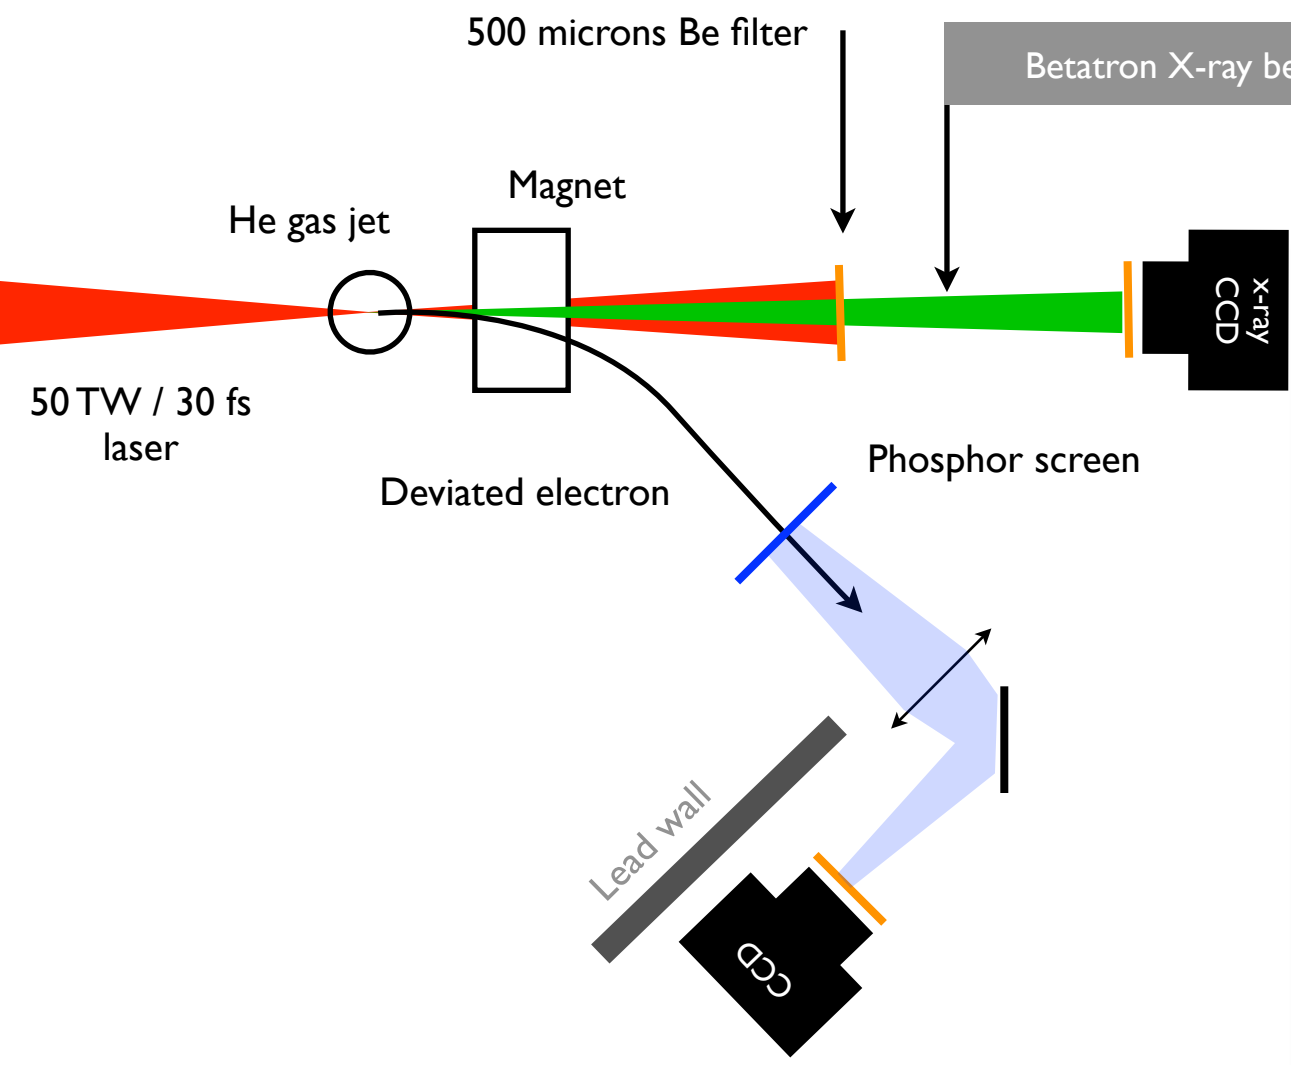 500 microns Be filter
Betatron X-ray be
Magnet
He gas jet
x-ray
CCD
50 TW / 30 fs
laser
Phosphor screen
Deviated electron
Lead wall
CCD